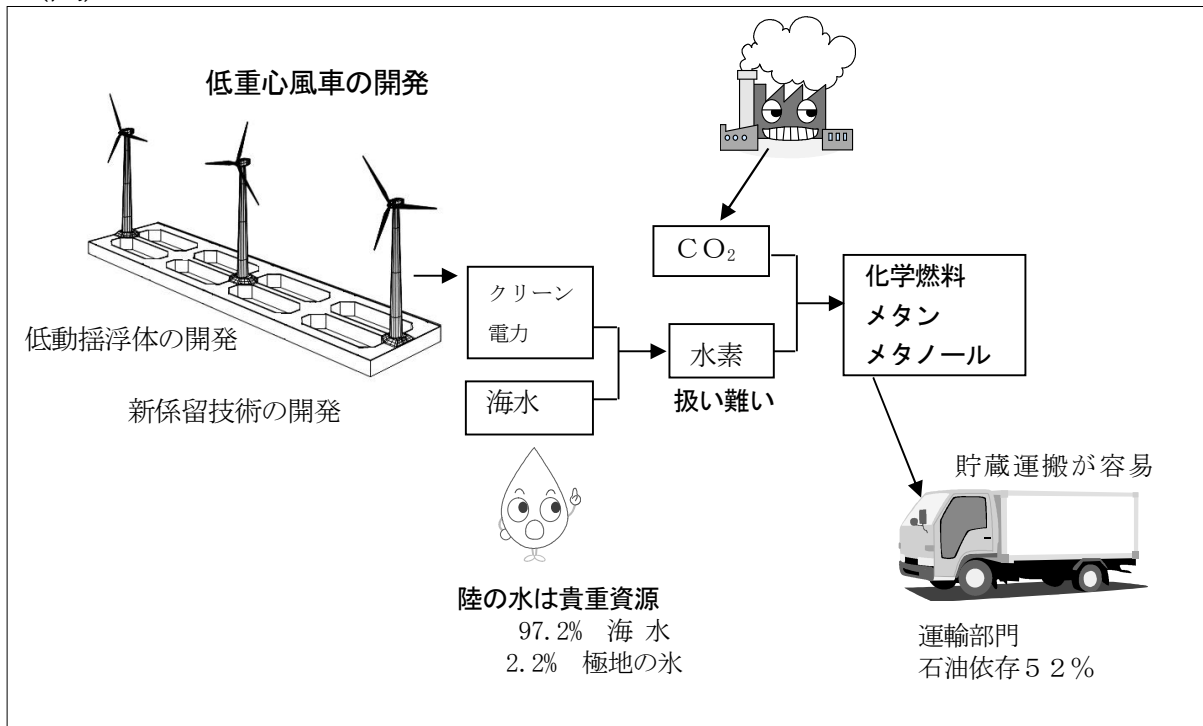 低重心風車の開発
低動揺浮体の開発
新係留技術の開発
クリーン
電力
海水
CO₂
水素
扱い難い
化学燃料
メタン
メタノール
陸の水は貴重資源
97.2% 海 水
2.2% 極地の氷
貯蔵運搬が容易
運輸部門
石油依存52%